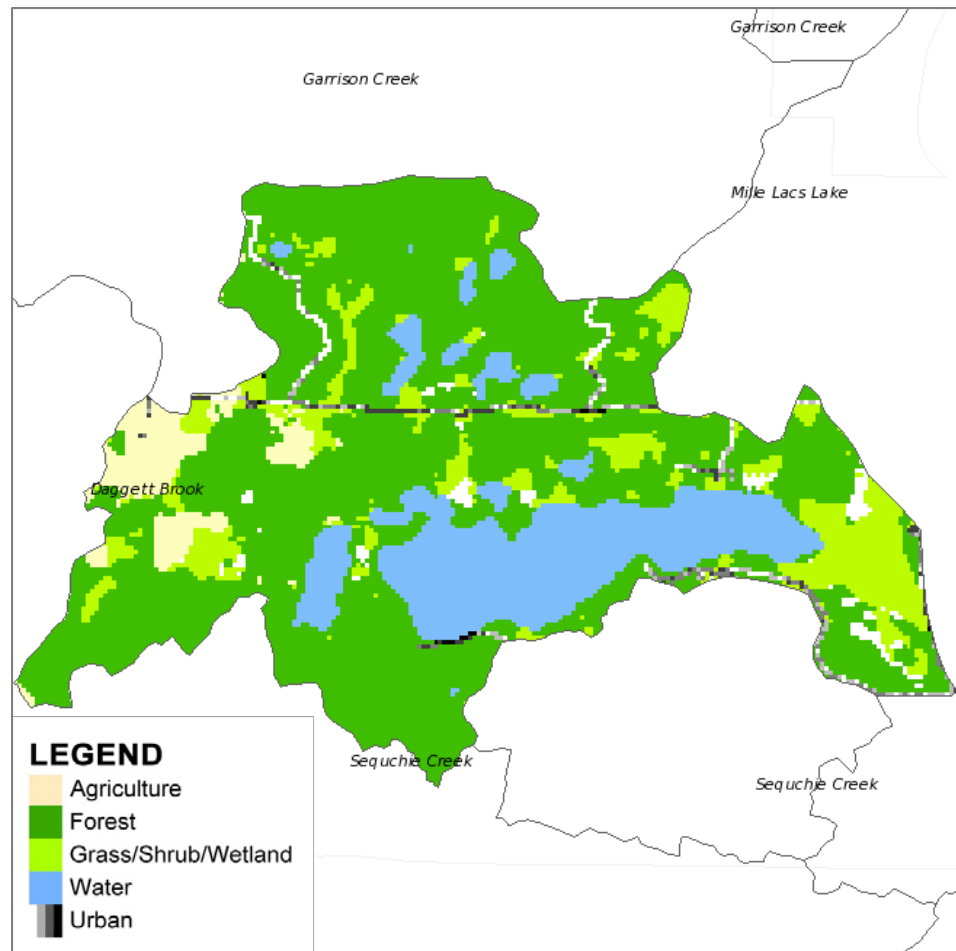 Garrison Creek
Garrison Creek
Mille Lacs Lake
Daggett Brook
Sequchie Creek
Sequchie Creek
LEGEND
Agriculture
Forest
Grass/Shrub/Wetland
Water
Urban